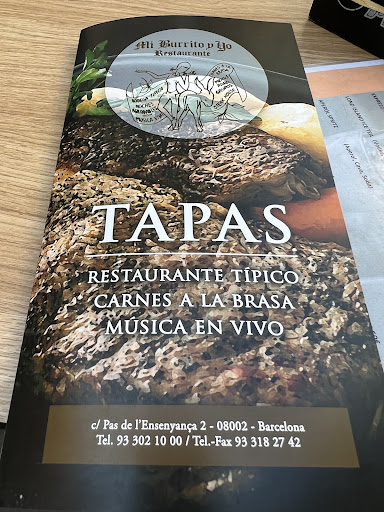 Mi Burrito y Yo
Restaurante
TAPAS
RESTAURANTE TÍPICO
CARNES A LA BRASA
MÚSICA EN VIVO
c/ Pas de l'Ensenyança 2 - 08002 - Barcelona
Tel. 93 302 10 00 / Tel.-Fax 93 318 27 42